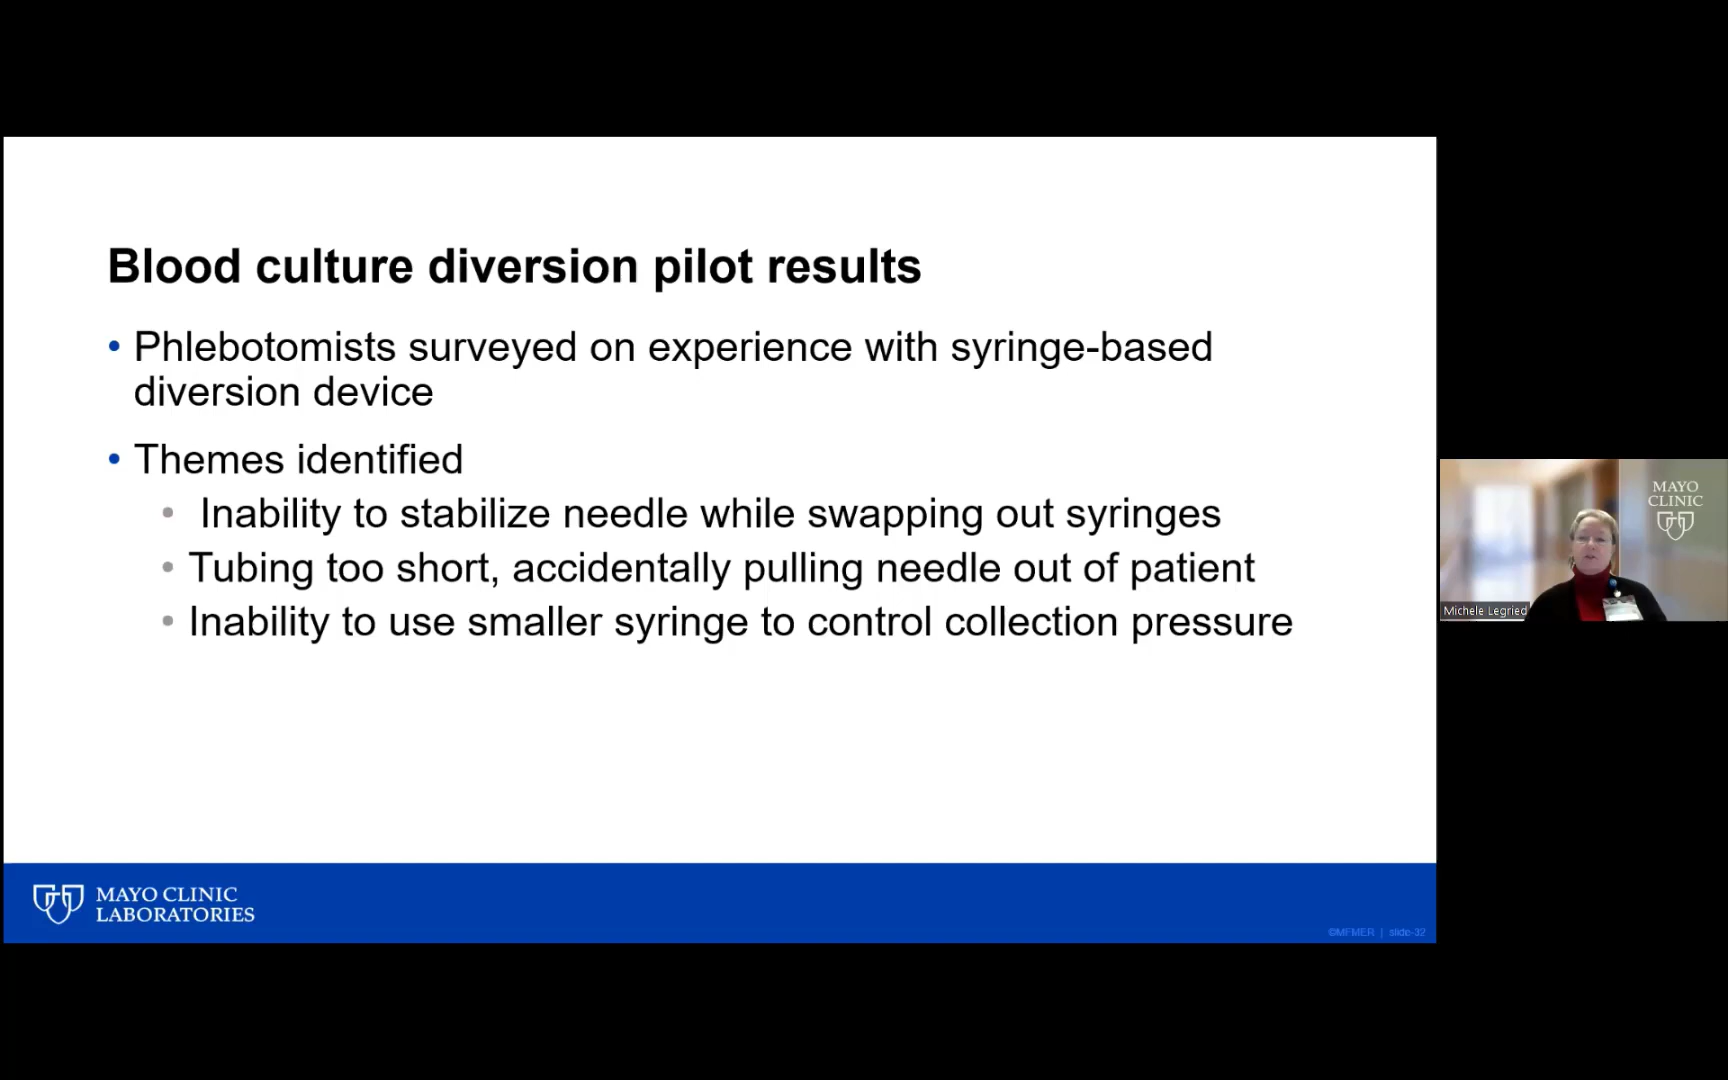 Blood culture diversion pilot results
• Phlebotomists surveyed on experience with syringe-based
diversion device
• Themes identified
• Inability to stabilize needle while swapping out syringes
• Tubing too short, accidentally pulling needle out of patient
• Inability to use smaller syringe to control collection pressure
MAYO
CLINIC
Michele Legried
MAYO CLINIC
LABORATORIES
©MFMER | slide-32